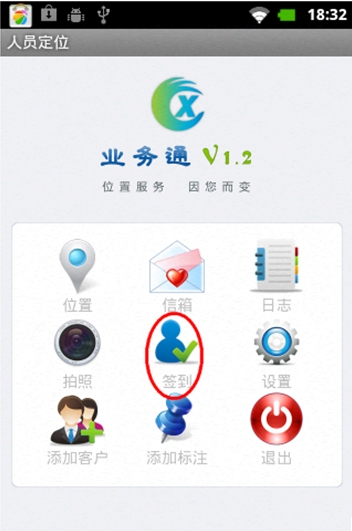 18:32
人员定位
业务通 V1.2
位置服务 因您而变
位置 信箱 日志
拍照 签到 设置
添加客户 添加标注 退出